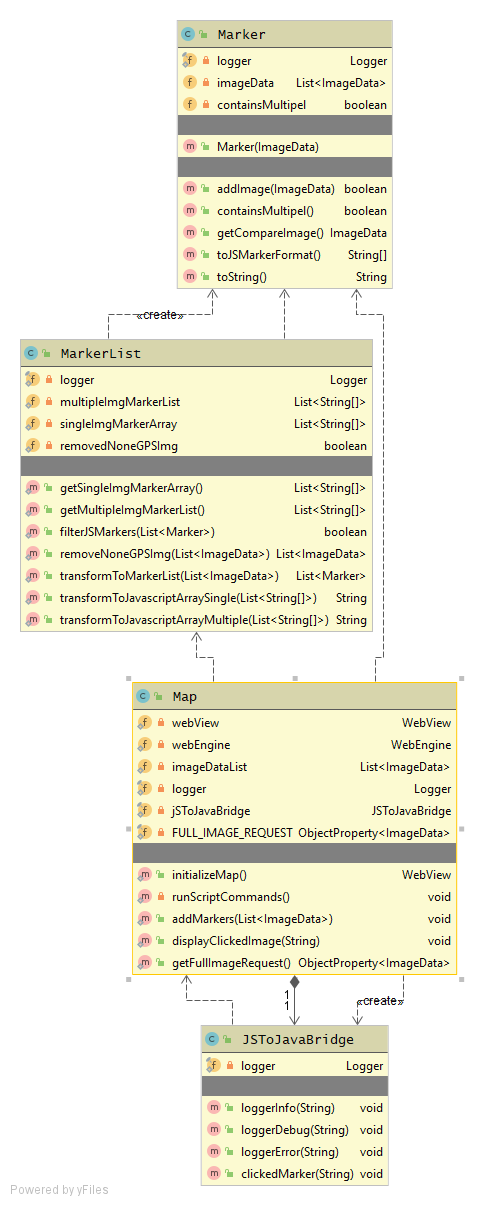 C Marker
f logger Logger
f imageData List<ImageData>
f containsMultipel boolean
m Marker(ImageData)
m addImage(ImageData) boolean
m containsMultipel() boolean
m getCompareImage() ImageData
m toJSMarkerFormat() String[]
m toString() String
«create»
C MarkerList
f logger Logger
f multipleImgMarkerList List<String[]>
f singleImgMarkerArray List<String[]>
f removedNoneGPSImg boolean
m getSingleImgMarkerArray() List<String[]>
m getMultipleImgMarkerList() List<String[]>
m filterJSMarkers(List<Marker>) boolean
m removeNoneGPSImg(List<ImageData>) List<ImageData>
m transformToMarkerList(List<ImageData>) List<Marker>
m transformToJavascriptArraySingle(List<String[]>) String
m transformToJavascriptArrayMultiple(List<String[]>) String
C Map
f webView WebView
f webEngine WebEngine
f imageDataList List<ImageData>
f logger Logger
f jSToJavaBridge JSToJavaBridge
f FULL_IMAGE_REQUEST ObjectProperty<ImageData>
m initializeMap() WebView
m runScriptCommands() void
m addMarkers(List<ImageData>) void
m displayClickedImage(String) void
m getFullImageRequest() ObjectProperty<ImageData>
1
1
«create»
C JSToJavaBridge
f logger Logger
m loggerInfo(String) void
m loggerDebug(String) void
m loggerError(String) void
m clickedMarker(String) void
Powered by yFiles